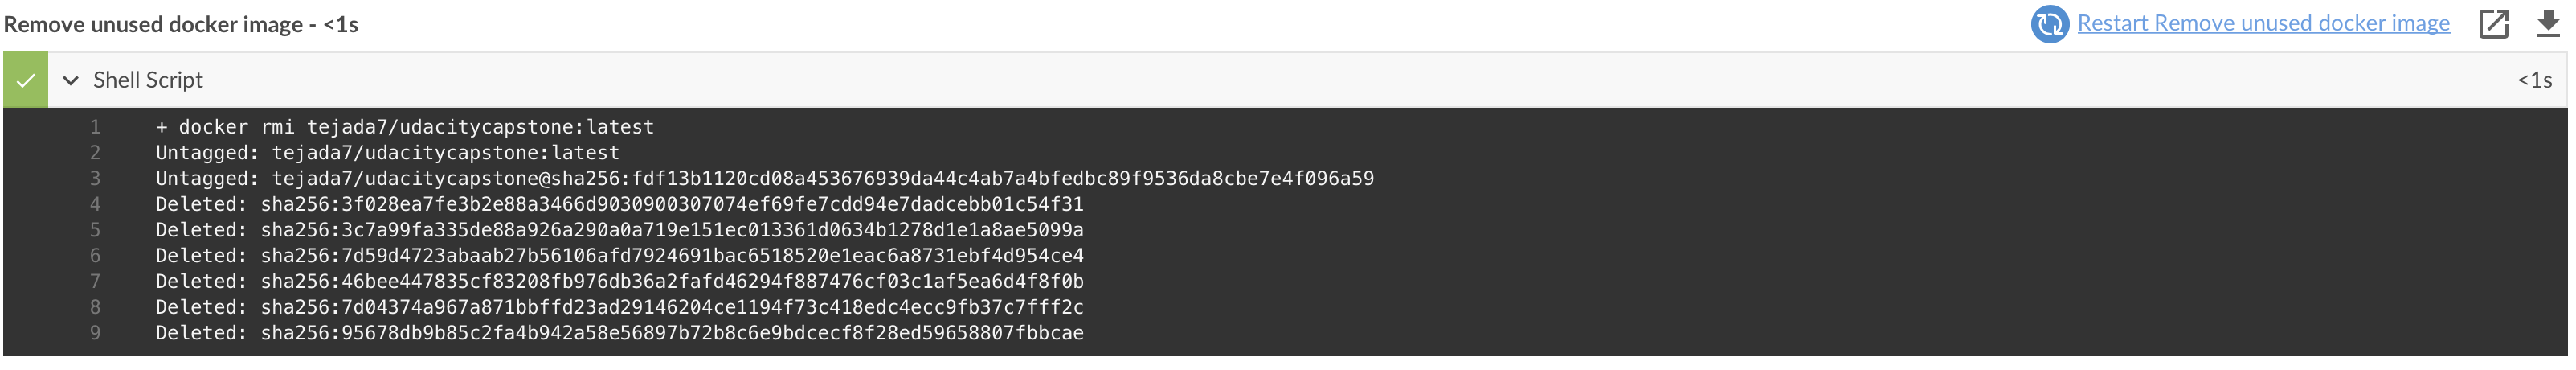 Remove unused docker image - <1s
Restart Remove unused docker image
Shell Script
<1s
1 + docker rmi tejada7/udacitycapstone:latest
2 Untagged: tejada7/udacitycapstone:latest
3 Untagged: tejada7/udacitycapstone@sha256:fdf13b1120cd08a453676939da44c4ab7a4bfedbc89f9536da8cbe7e4f096a59
4 Deleted: sha256:3f028ea7fe3b2e88a3466d9030900307074ef69fe7cdd94e7dadcebb01c54f31
5 Deleted: sha256:3c7a99fa335de88a926a290a0a719e151ec013361d0634b1278d1e1a8ae5099a
6 Deleted: sha256:7d59d4723abaab27b56106afd7924691bac6518520e1eac6a8731ebf4d954ce4
7 Deleted: sha256:46bee447835cf83208fb976db36a2fafd46294f887476cf03c1af5ea6d4f8f0b
8 Deleted: sha256:7d04374a967a871bbffd23ad29146204ce1194f73c418edc4ecc9fb37c7fff2c
9 Deleted: sha256:95678db9b85c2fa4b942a58e56897b72b8c6e9bdcecf8f28ed59658807fbbcae